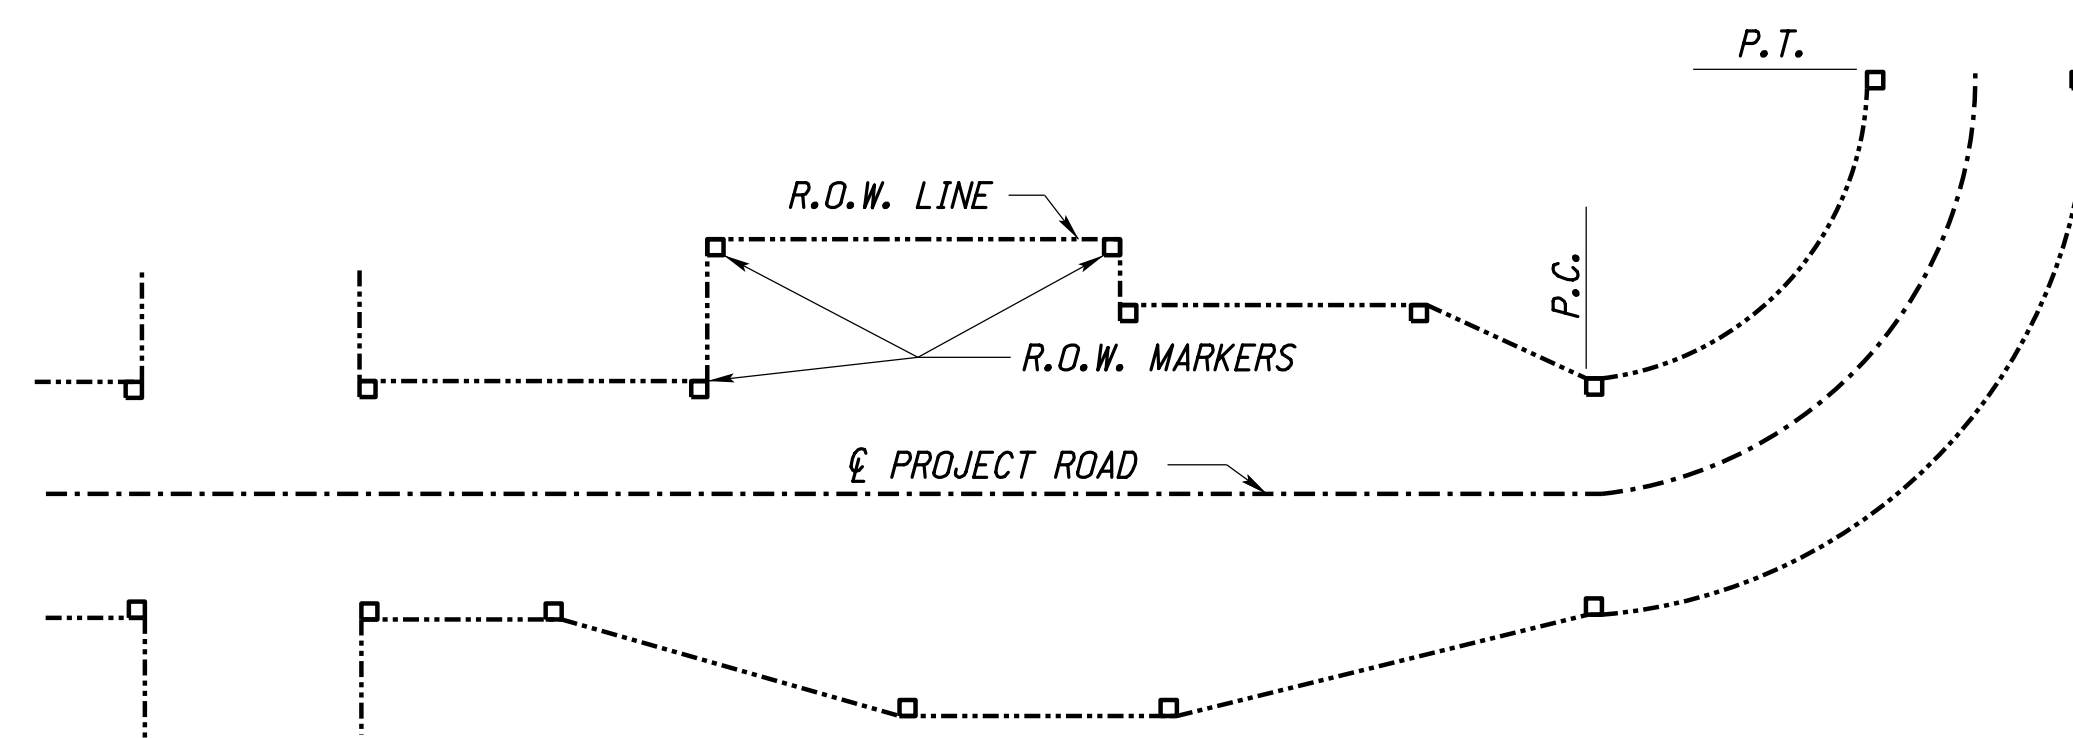 P.T.
R.O.W. LINE
P.C.
R.O.W. MARKERS
℄ PROJECT ROAD